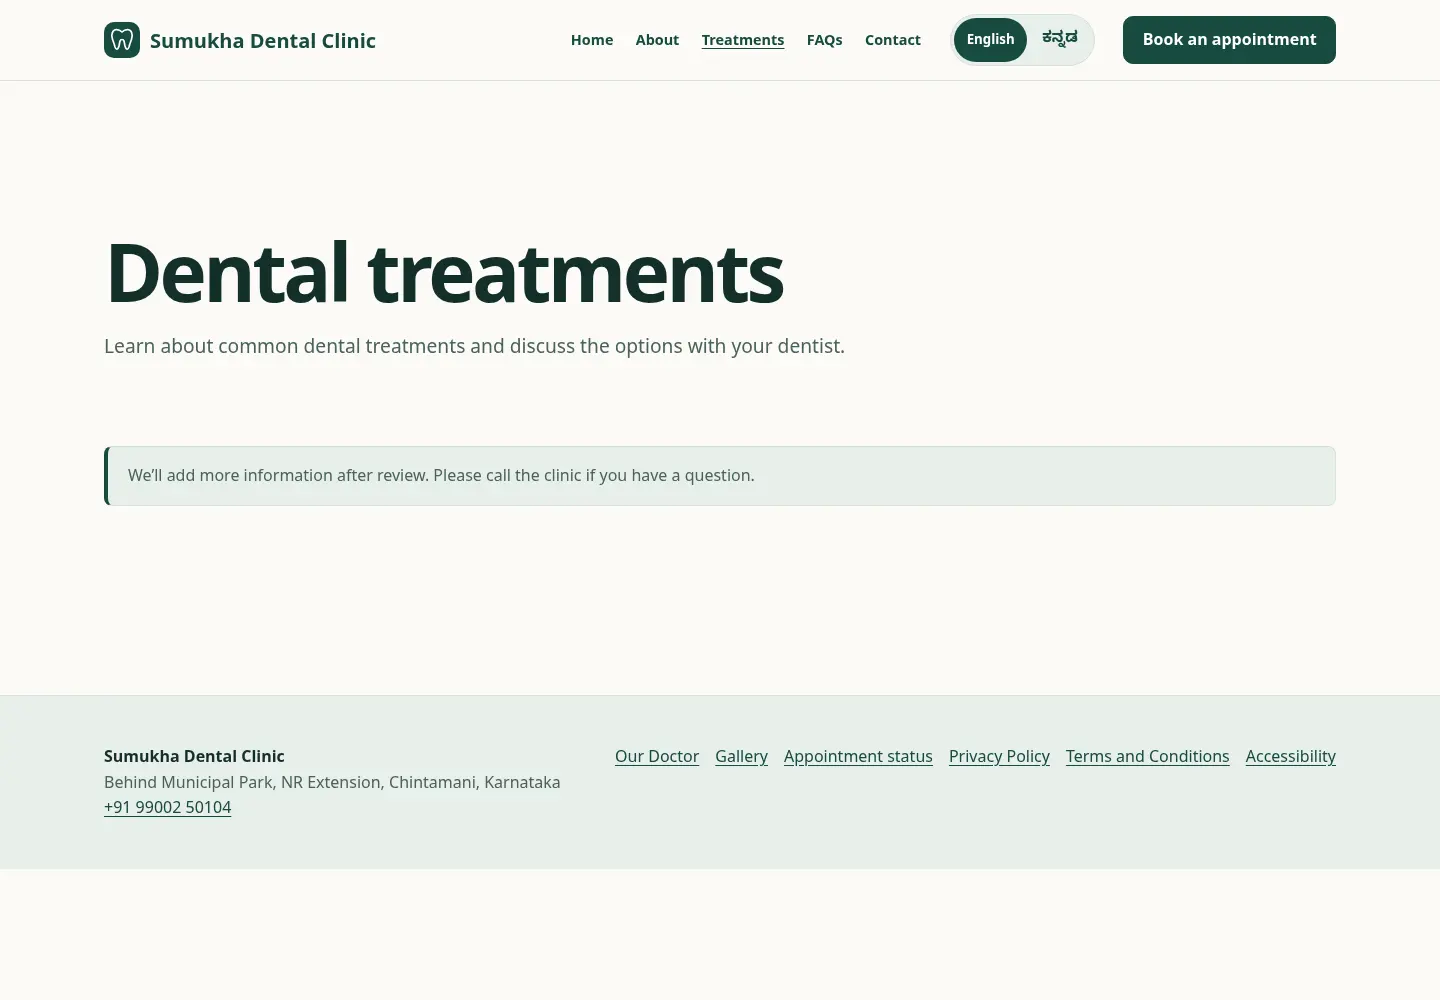 Sumukha Dental Clinic
Home
About
Treatments
FAQs
Contact
English
ಕನ್ನಡ
Book an appointment
Dental treatments
Learn about common dental treatments and discuss the options with your dentist.
We’ll add more information after review. Please call the clinic if you have a question.
Sumukha Dental Clinic
Behind Municipal Park, NR Extension, Chintamani, Karnataka
+91 99002 50104
Our Doctor
Gallery
Appointment status
Privacy Policy
Terms and Conditions
Accessibility